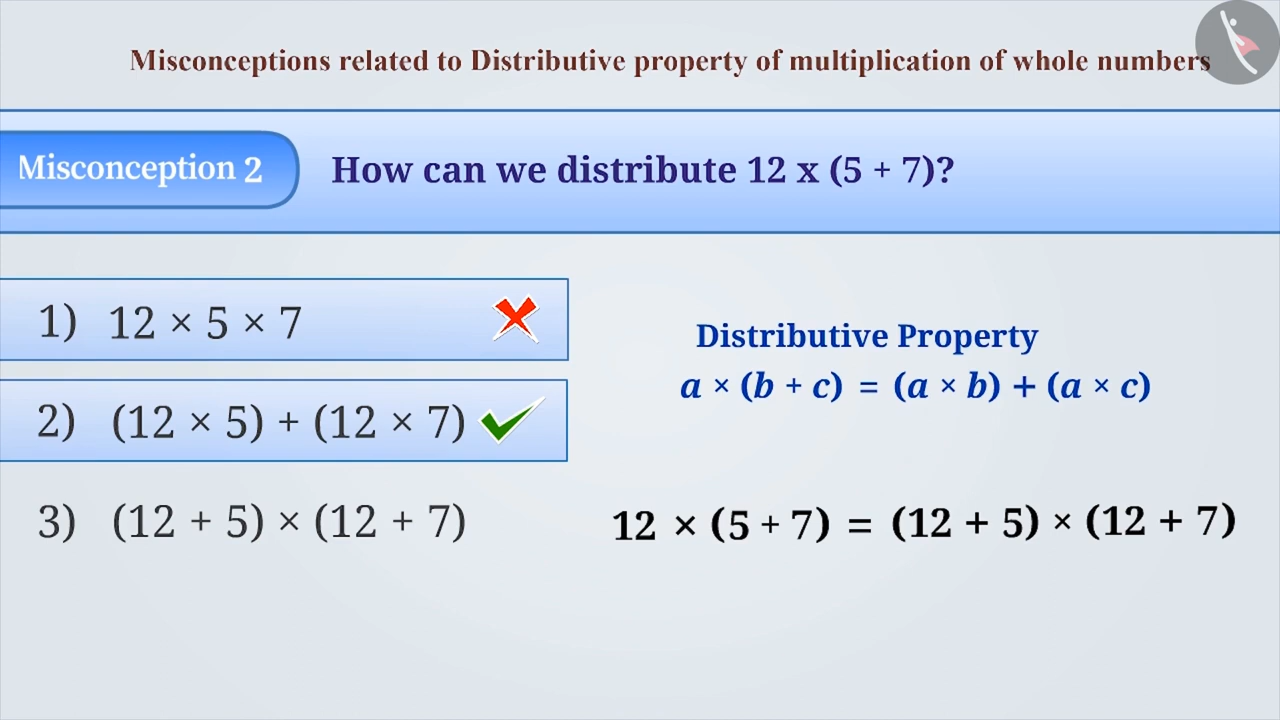 Misconceptions related to Distributive property of multiplication of whole numbers
Misconception 2
How can we distribute 12 x (5 + 7)?
1) 12 × 5 × 7
2) (12 × 5) + (12 × 7)
Distributive Property
a × (b + c) = (a × b) + (a × c)
3) (12 + 5) × (12 + 7)
12 × (5 + 7) = (12 + 5) × (12 + 7)